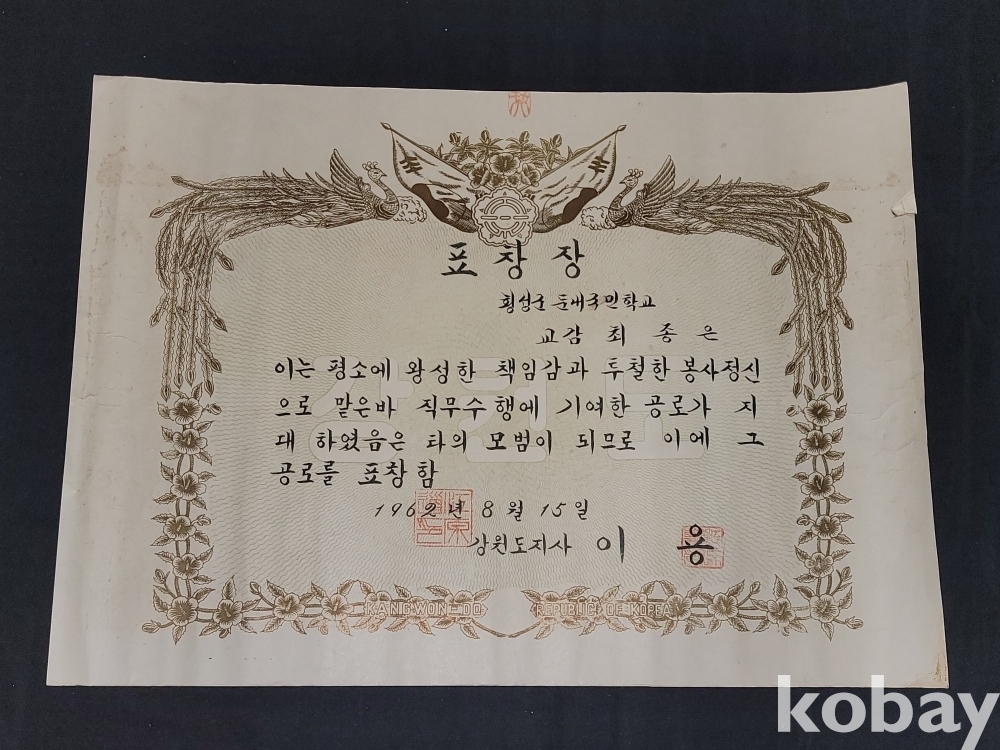 표창장
횡성군 둔내국민학교
교감 최 종 은
이는 평소에 왕성한 책임감과 투철한 봉사정신
으로 맡은바 직무수행에 기여한 공로가 지
대 하였음은 타의 모범이 되므로 이에 그
공로를 표창함
1962년 8월 15일
강원도지사 이 용
KANGWON-DO REPUBLIC OF KOREA
강원도
kobay